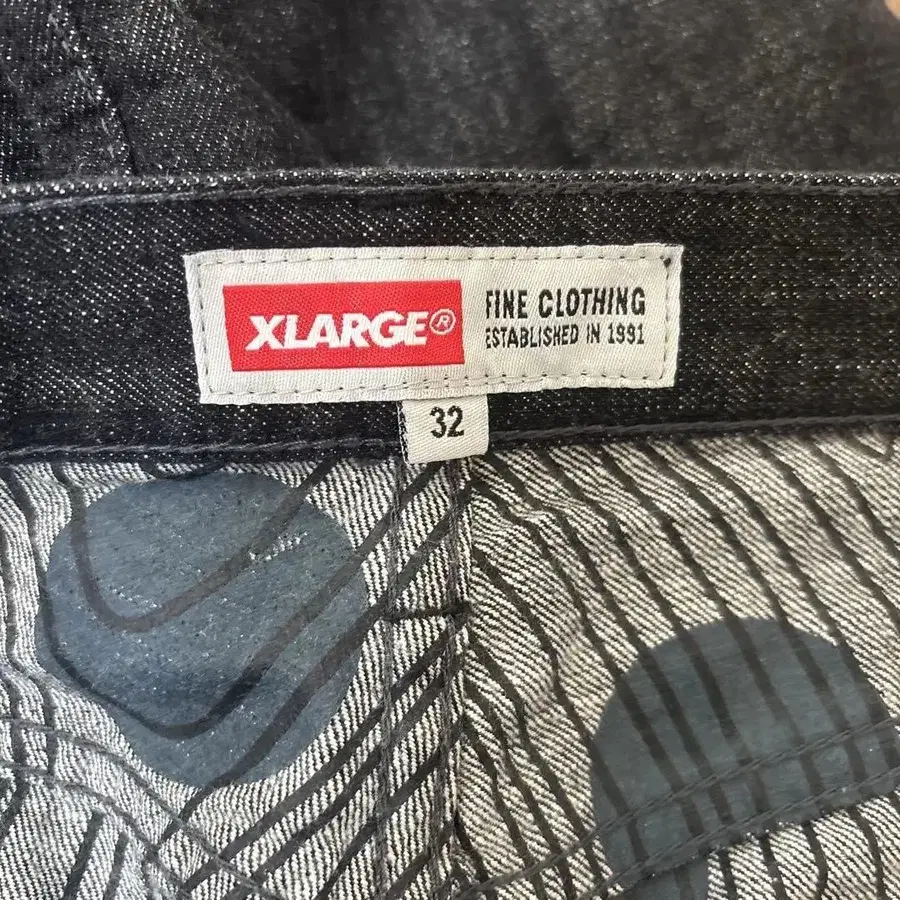 XLARGE®
FINE CLOTHING
ESTABLISHED IN 1991
32